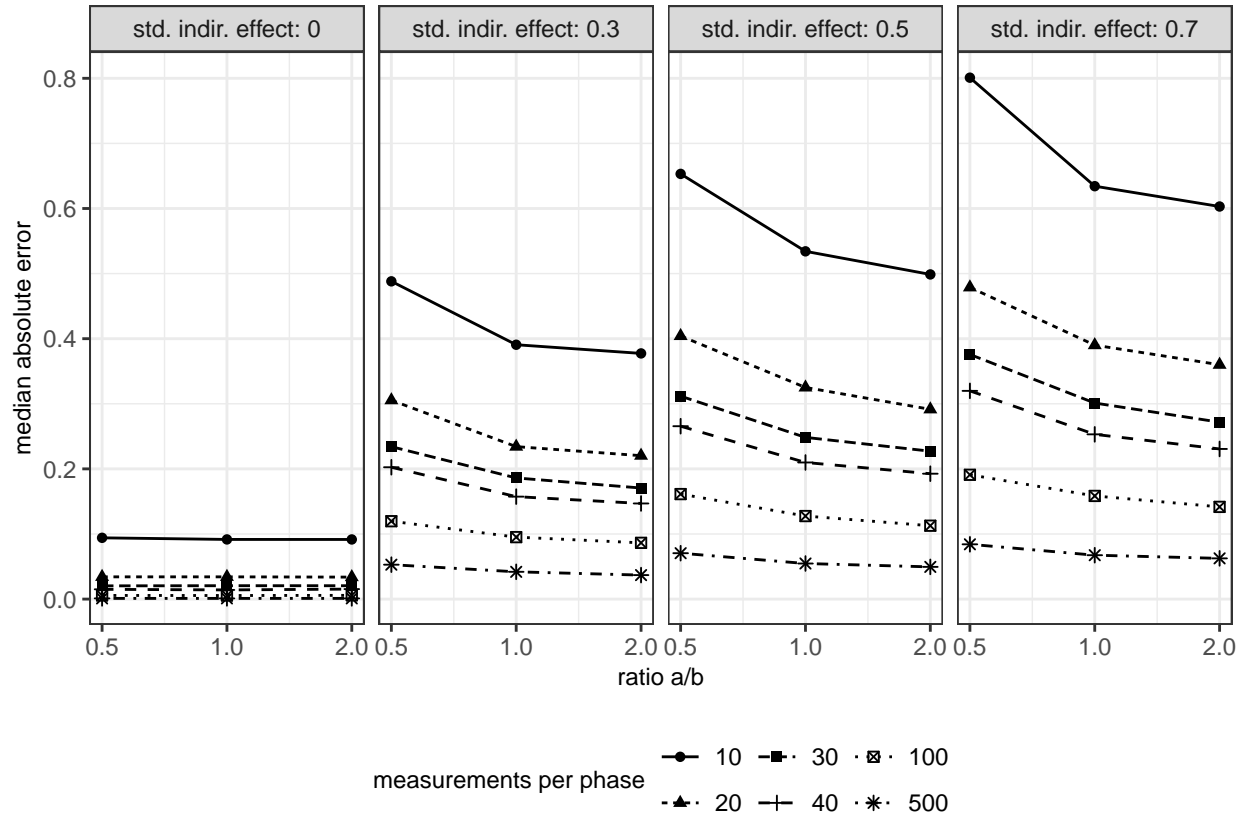 std. indir. effect: 0 std. indir. effect: 0.3 std. indir. effect: 0.5 std. indir. effect: 0.7
0.8
0.6
0.4
0.2
0.0
median absolute error
0.5 1.0 2.0 0.5 1.0 2.0 0.5 1.0 2.0 0.5 1.0 2.0
ratio a/b
measurements per phase
10 30 100
20 40 500